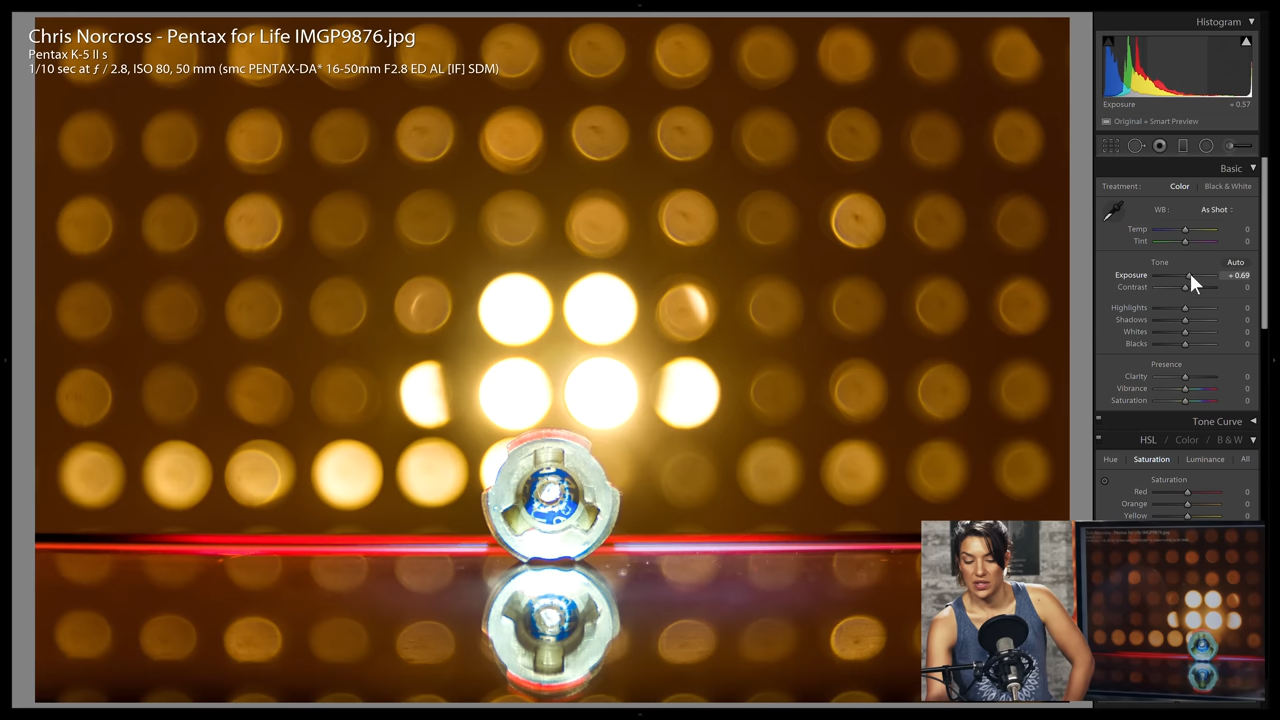 Chris Norcross - Pentax for Life IMGP9876.jpg
Pentax K-5 II s
1/10 sec at ƒ / 2.8, ISO 80, 50 mm (smc PENTAX-DA* 16-50mm F2.8 ED AL [IF] SDM)
Histogram
Exposure + 0.57
Original + Smart Preview
Basic
Treatment : Color Black & White
WB : As Shot
Temp 0
Tint 0
Tone Auto
Exposure + 0.69
Contrast 0
Highlights 0
Shadows 0
Whites 0
Blacks 0
Presence
Clarity 0
Vibrance 0
Saturation 0
Tone Curve
HSL / Color / B & W
Hue Saturation Luminance All
Saturation
Red 0
Orange 0
Yellow 0